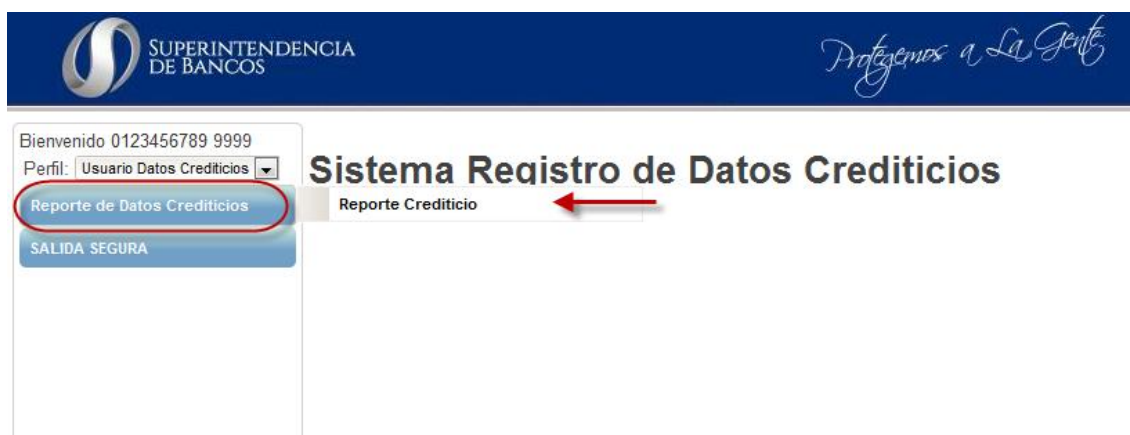 SUPERINTENDENCIA
DE BANCOS
Protegemos a La Gente
Bienvenido 0123456789 9999
Perfil: Usuario Datos Crediticios
Sistema Registro de Datos Crediticios
Reporte de Datos Crediticios
Reporte Crediticio
SALIDA SEGURA